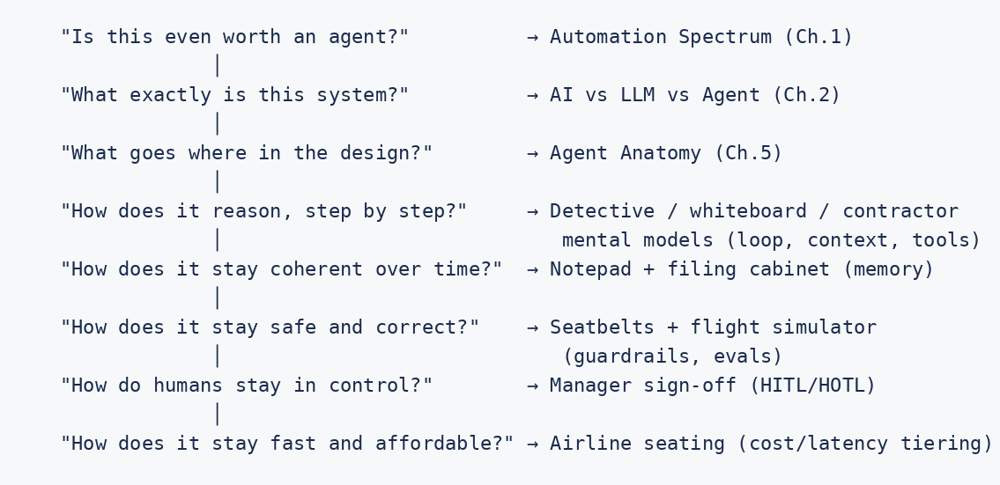 "Is this even worth an agent?" → Automation Spectrum (Ch.1)
│
"What exactly is this system?" → AI vs LLM vs Agent (Ch.2)
│
"What goes where in the design?" → Agent Anatomy (Ch.5)
│
"How does it reason, step by step?" → Detective / whiteboard / contractor
│ mental models (loop, context, tools)
"How does it stay coherent over time?" → Notepad + filing cabinet (memory)
│
"How does it stay safe and correct?" → Seatbelts + flight simulator
│ (guardrails, evals)
"How do humans stay in control?" → Manager sign-off (HITL/HOTL)
│
"How does it stay fast and affordable?" → Airline seating (cost/latency tiering)